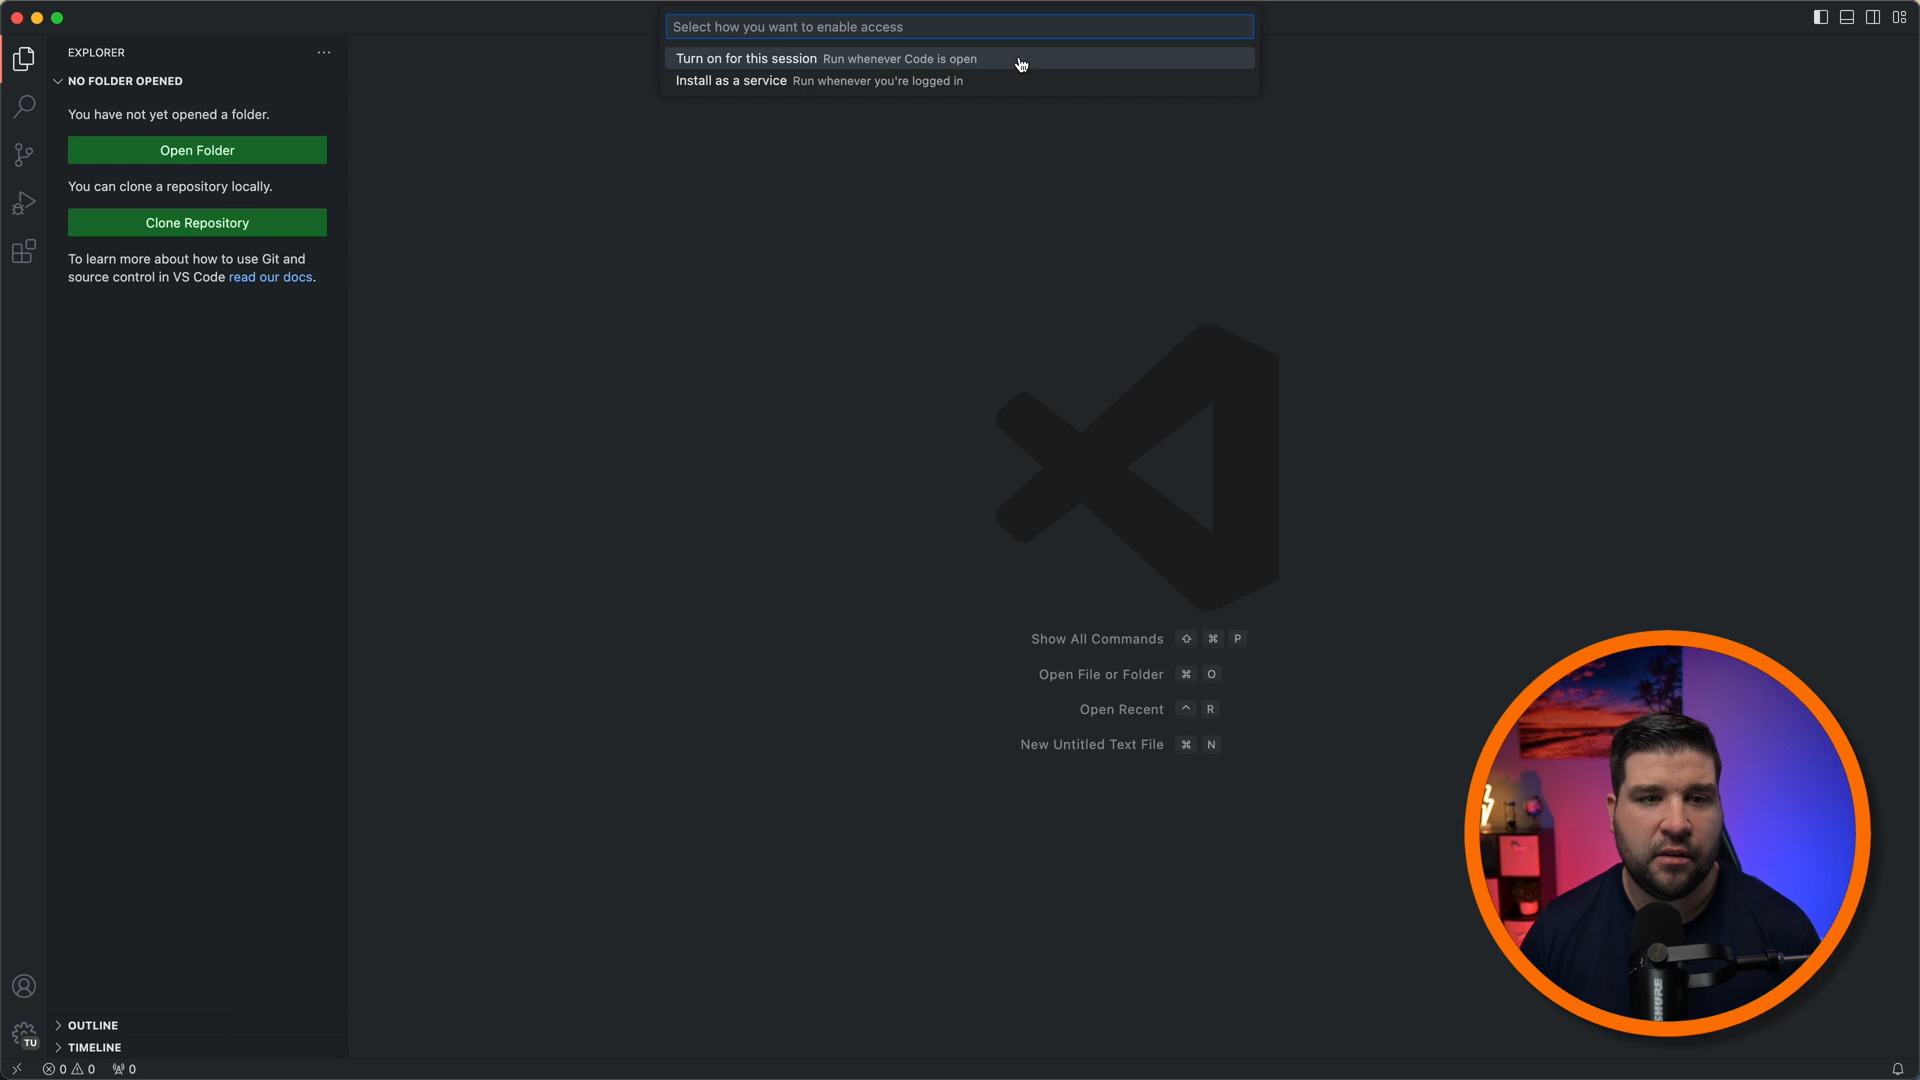 Select how you want to enable access
Turn on for this session Run whenever Code is open
Install as a service Run whenever you're logged in
EXPLORER
NO FOLDER OPENED
You have not yet opened a folder.
Open Folder
You can clone a repository locally.
Clone Repository
To learn more about how to use Git and
source control in VS Code read our docs.
Show All Commands ⇧ ⌘ P
Open File or Folder ⌘ O
Open Recent ^ R
New Untitled Text File ⌘ N
SHURE
OUTLINE
TU
TIMELINE
0 0 0